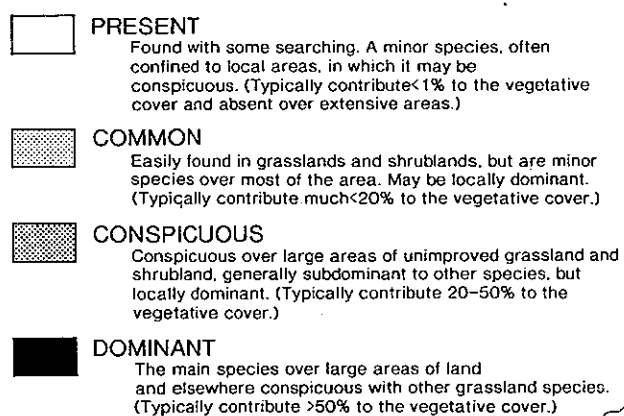 PRESENT
Found with some searching. A minor species, often
confined to local areas, in which it may be
conspicuous. (Typically contribute<1% to the vegetative
cover and absent over extensive areas.)
COMMON
Easily found in grasslands and shrublands, but are minor
species over most of the area. May be locally dominant.
(Typically contribute much<20% to the vegetative cover.)
CONSPICUOUS
Conspicuous over large areas of unimproved grassland and
shrubland, generally subdominant to other species, but
locally dominant. (Typically contribute 20-50% to the
vegetative cover.)
DOMINANT
The main species over large areas of land
and elsewhere conspicuous with other grassland species.
(Typically contribute >50% to the vegetative cover.)